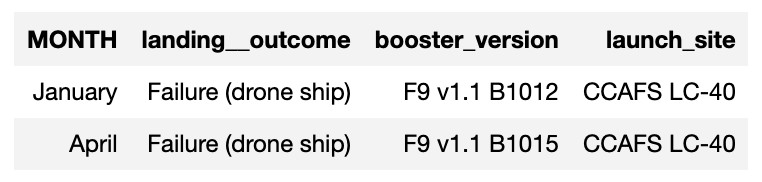 MONTH landing__outcome booster_version launch_site
January Failure (drone ship) F9 v1.1 B1012 CCAFS LC-40
April Failure (drone ship) F9 v1.1 B1015 CCAFS LC-40